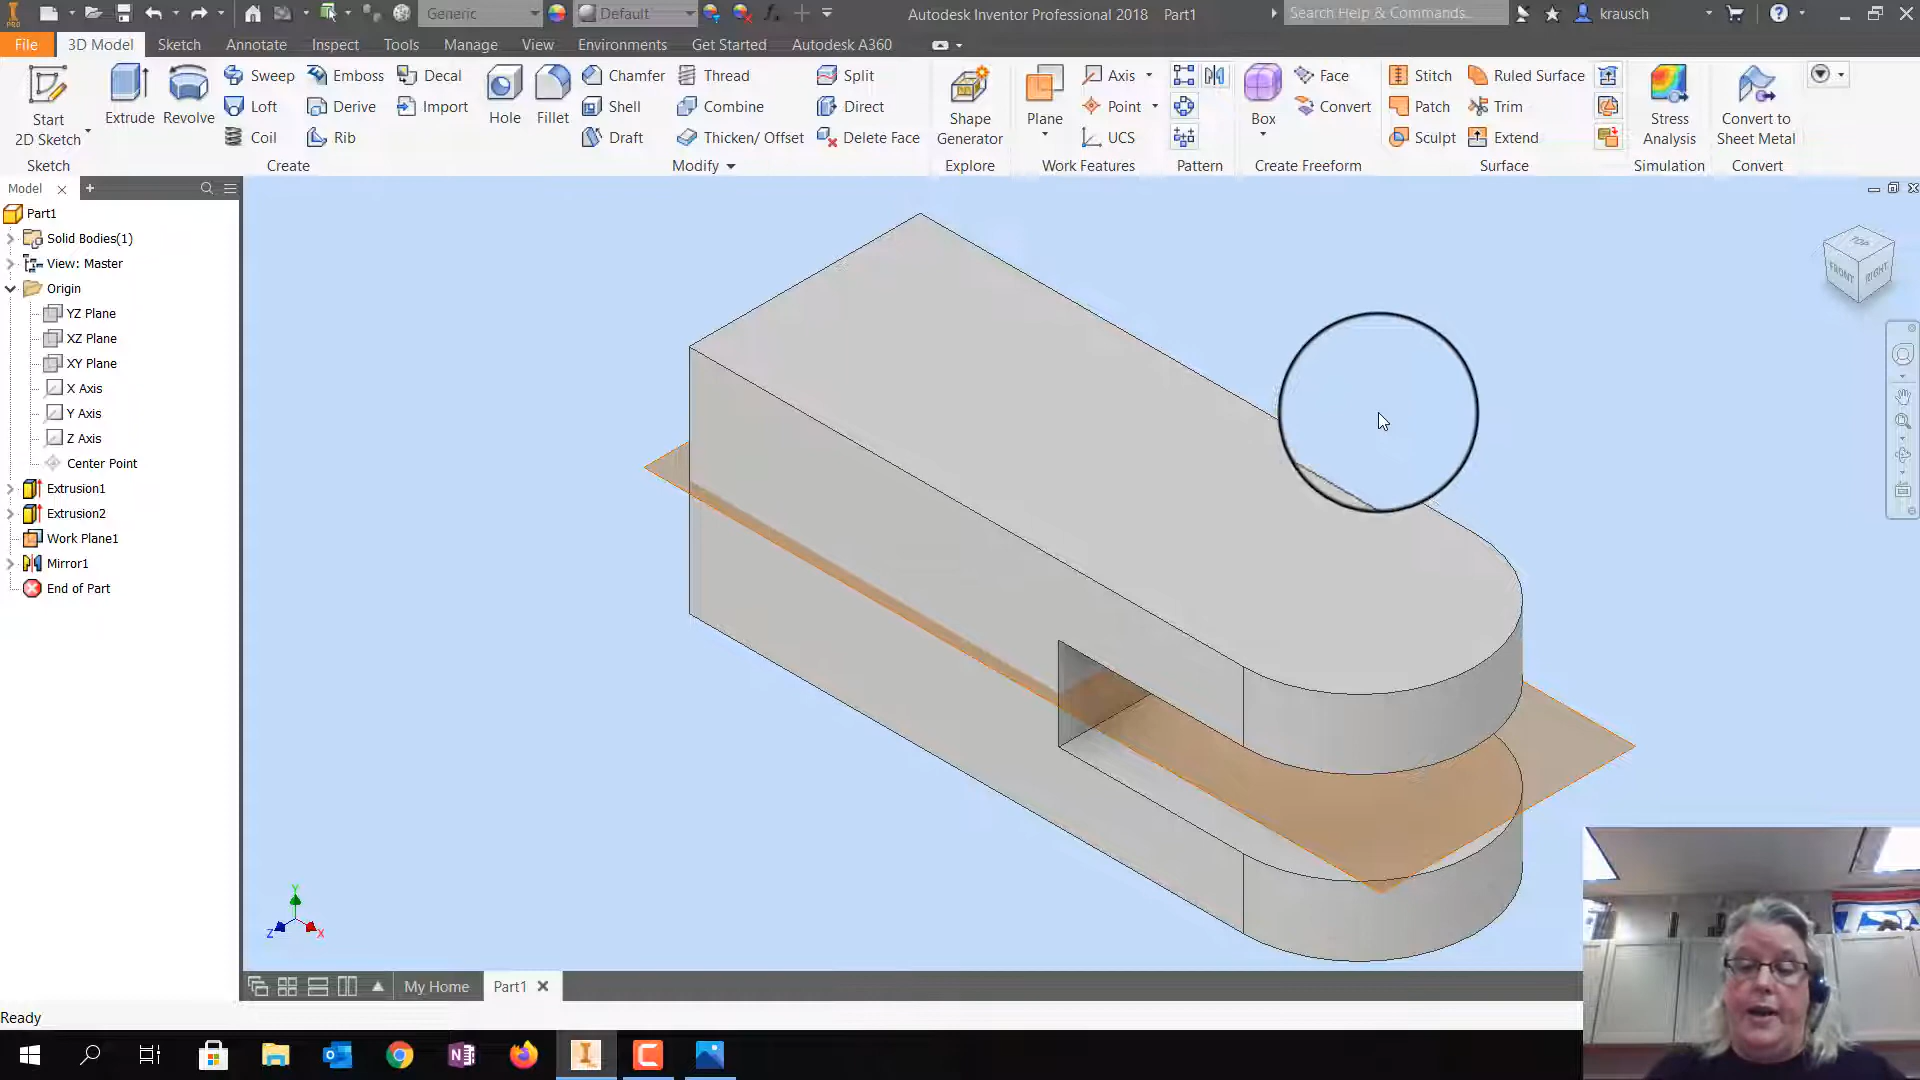 Generic
Default
Autodesk Inventor Professional 2018 Part1
Search Help & Commands...
krausch
PRO
File
3D Model
Sketch
Annotate
Inspect
Tools
Manage
View
Environments
Get Started
Autodesk A360
Start
2D Sketch
Extrude
Revolve
Sweep
Loft
Coil
Emboss
Derive
Rib
Decal
Import
Hole
Fillet
Chamfer
Shell
Draft
Thread
Combine
Thicken/ Offset
Split
Direct
Delete Face
Shape
Generator
Plane
Axis
Point
UCS
Box
Face
Convert
Stitch
Patch
Sculpt
Ruled Surface
Trim
Extend
Stress
Analysis
Convert to
Sheet Metal
Sketch
Create
Modify
Explore
Work Features
Pattern
Create Freeform
Surface
Simulation
Convert
Model
Part1
Solid Bodies(1)
View: Master
Origin
YZ Plane
XZ Plane
XY Plane
X Axis
Y Axis
Z Axis
Center Point
Extrusion1
Extrusion2
Work Plane1
Mirror1
End of Part
TOP
FRONT
RIGHT
Y
Z
X
My Home
Part1
Ready